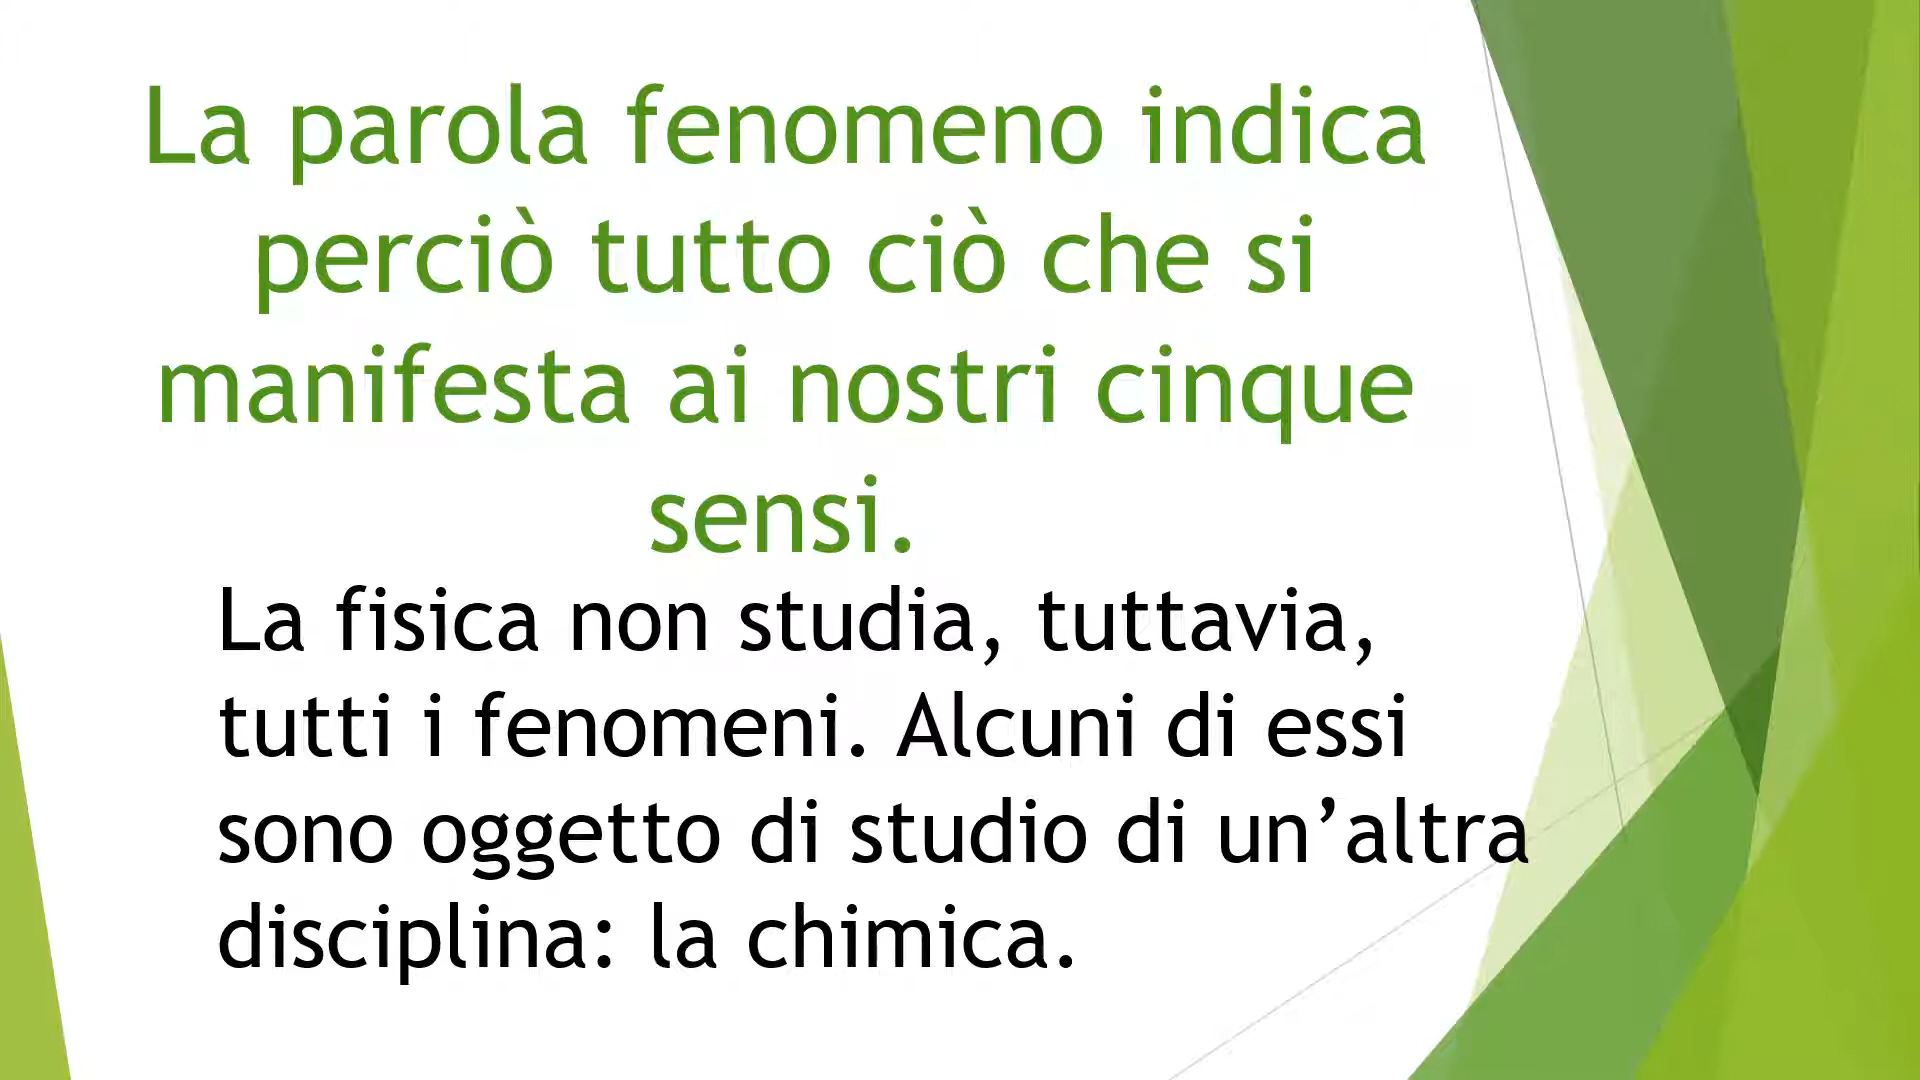 La parola fenomeno indica
perciò tutto ciò che si
manifesta ai nostri cinque
sensi.
La fisica non studia, tuttavia,
tutti i fenomeni. Alcuni di essi
sono oggetto di studio di un’altra
disciplina: la chimica.